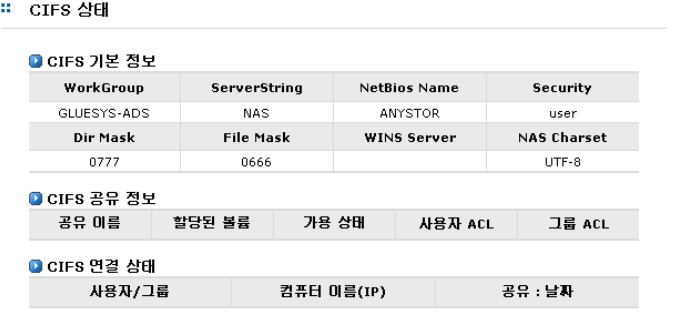 CIFS 상태
CIFS 기본 정보
WorkGroup ServerString NetBios Name Security
GLUESYS-ADS NAS ANYSTOR user
Dir Mask File Mask WINS Server NAS Charset
0777 0666 UTF-8
CIFS 공유 정보
공유 이름 할당된 볼륨 가용 상태 사용자 ACL 그룹 ACL
CIFS 연결 상태
사용자/그룹 컴퓨터 이름(IP) 공유 : 날짜